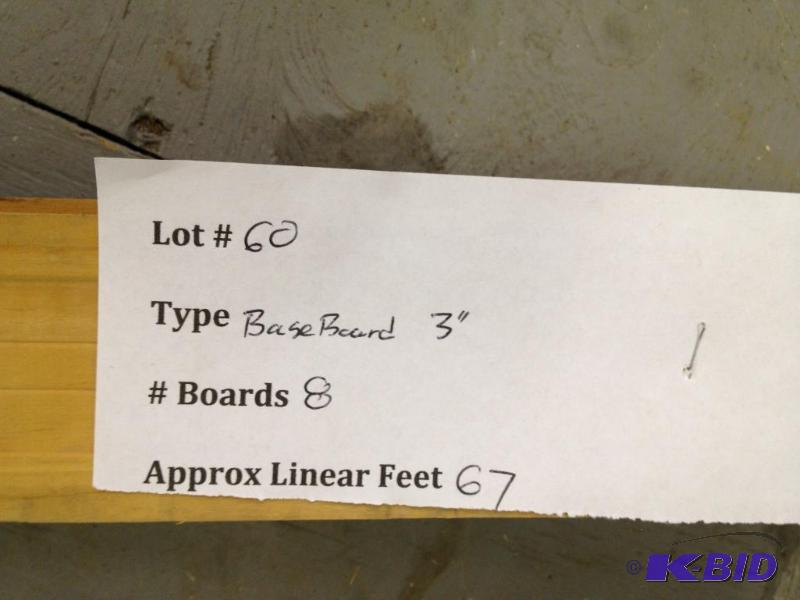 Lot # 60
Type BaseBoard 3"
# Boards 8
Approx Linear Feet 67
© K-BID